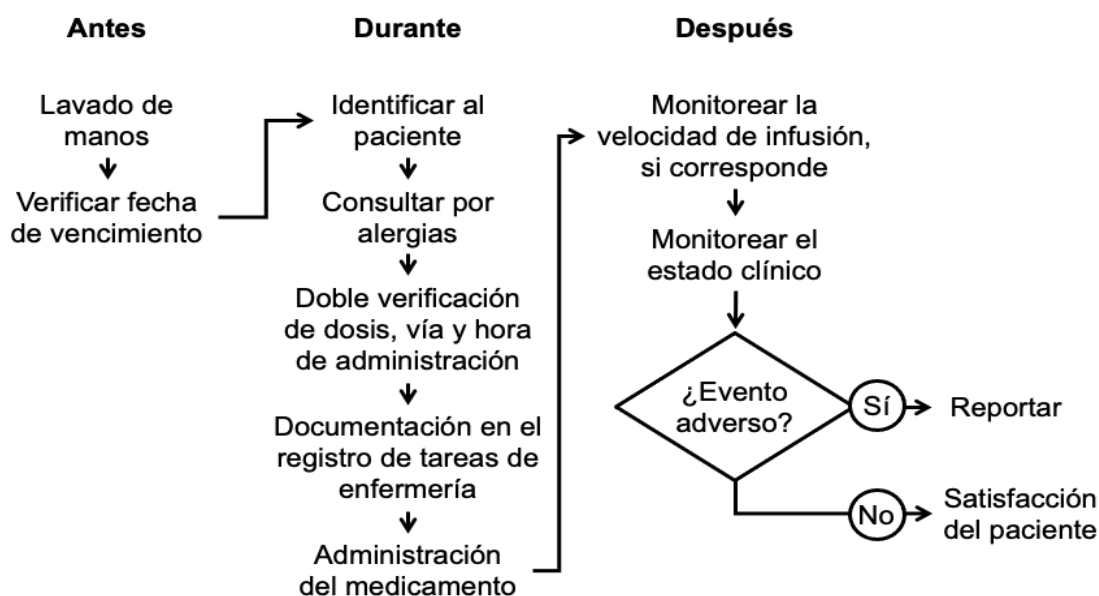 Antes
Lavado de
manos
Verificar fecha
de vencimiento
Durante
Identificar al
paciente
Consultar por
alergias
Doble verificación
de dosis, vía y hora
de administración
Documentación en el
registro de tareas de
enfermería
Administración
del medicamento
Después
Monitorear la
velocidad de infusión,
si corresponde
Monitorear el
estado clínico
¿Evento
adverso?
Sí
Reportar
No
Satisfacción
del paciente